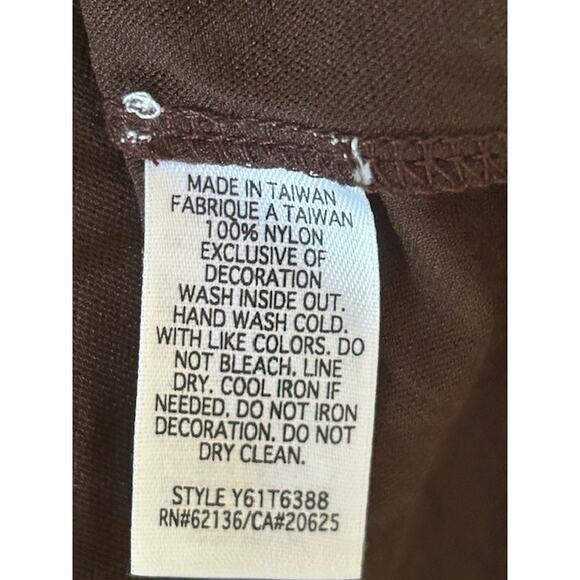 MADE IN TAIWAN
FABRIQUE A TAIWAN
100% NYLON
EXCLUSIVE OF
DECORATION
WASH INSIDE OUT.
HAND WASH COLD.
WITH LIKE COLORS. DO
NOT BLEACH. LINE
DRY. COOL IRON IF
NEEDED. DO NOT IRON
DECORATION. DO NOT
DRY CLEAN.
STYLE Y61T6388
RN#62136/CA#20625